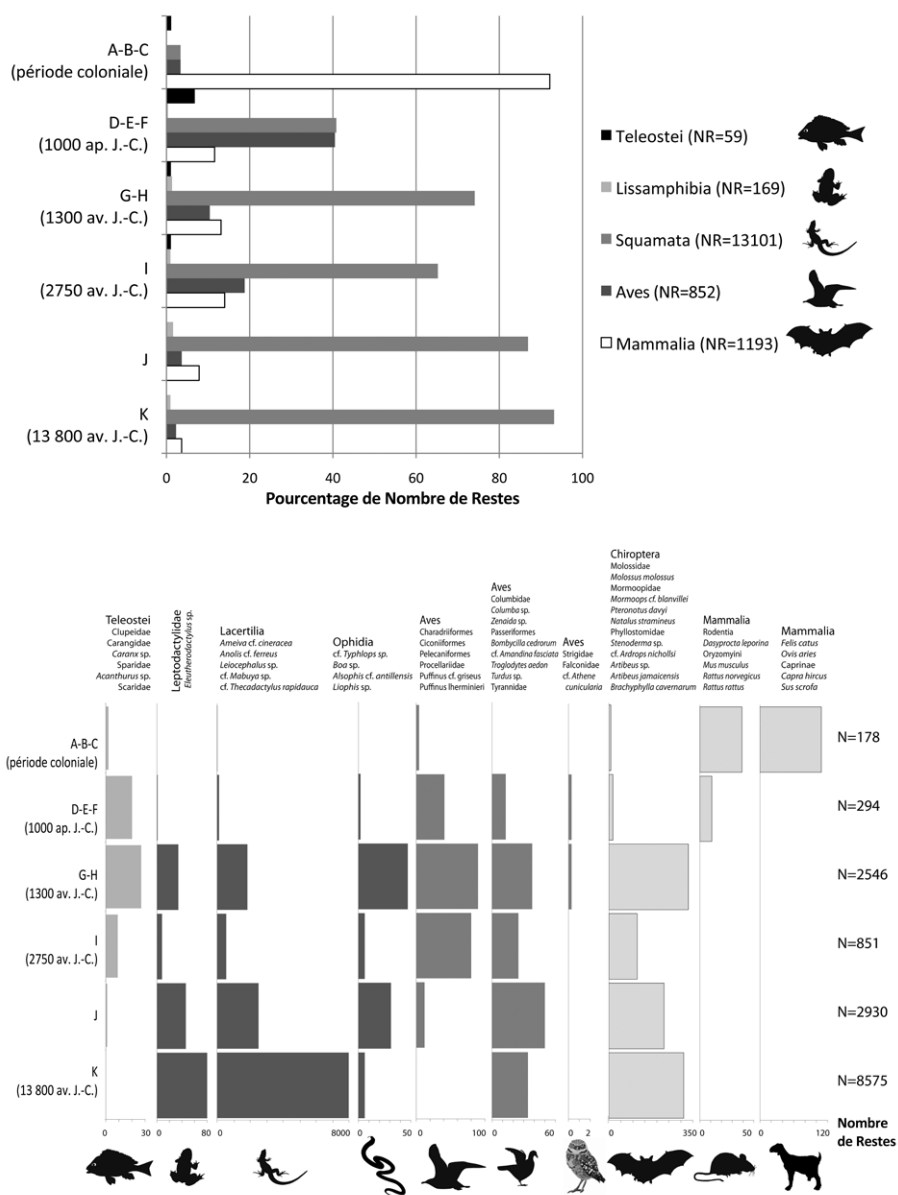 A-B-C
(période coloniale)
D-E-F
(1000 ap. J.-C.)
G-H
(1300 av. J.-C.)
I
(2750 av. J.-C.)
J
K
(13 800 av. J.-C.)
0 20 40 60 80 100
Pourcentage de Nombre de Restes
Teleostei (NR=59)
Lissamphibia (NR=169)
Squamata (NR=13101)
Aves (NR=852)
Mammalia (NR=1193)
Teleostei
Clupeidae
Carangidae
Caranx sp.
Sparidae
Acanthurus sp.
Scaridae
Leptodactylidae
Eleutherodactylus sp.
Lacertilia
Ameiva cf. cineracea
Anolis cf. ferreus
Leiocephalus sp.
cf. Mabuya sp.
cf. Thecadactylus rapidauca
Ophidia
cf. Typhlops sp.
Boa sp.
Alsophis cf. antillensis
Liophis sp.
Aves
Charadriiformes
Ciconiiformes
Pelecaniformes
Procellariidae
Puffinus cf. griseus
Puffinus lherminieri
Aves
Columbidae
Columba sp.
Zenaida sp.
Passeriformes
Bombycilla cedrorum
cf. Amandina fasciata
Troglodytes aedon
Turdus sp.
Tyrannidae
Aves
Strigidae
Falconidae
cf. Athene
cunicularia
Chiroptera
Molossidae
Molossus molossus
Mormoopidae
Mormoops cf. blanvillei
Pteronotus davyi
Natalus stramineus
Phyllostomidae
Stenoderma sp.
cf. Ardrops nichollsi
Artibeus sp.
Artibeus jamaicensis
Brachyphylla cavernarum
Mammalia
Rodentia
Dasyprocta leporina
Oryzomyini
Mus musculus
Rattus norvegicus
Rattus rattus
Mammalia
Felis catus
Ovis aries
Caprinae
Capra hircus
Sus scrofa
A-B-C
(période coloniale)
N=178
D-E-F
(1000 ap. J.-C.)
N=294
G-H
(1300 av. J.-C.)
N=2546
I
(2750 av. J.-C.)
N=851
J
N=2930
K
(13 800 av. J.-C.)
N=8575
0 30 0 80 0 8000 0 50 0 100 0 60 0 2 0 350 0 50 0 120
Nombre
de Restes